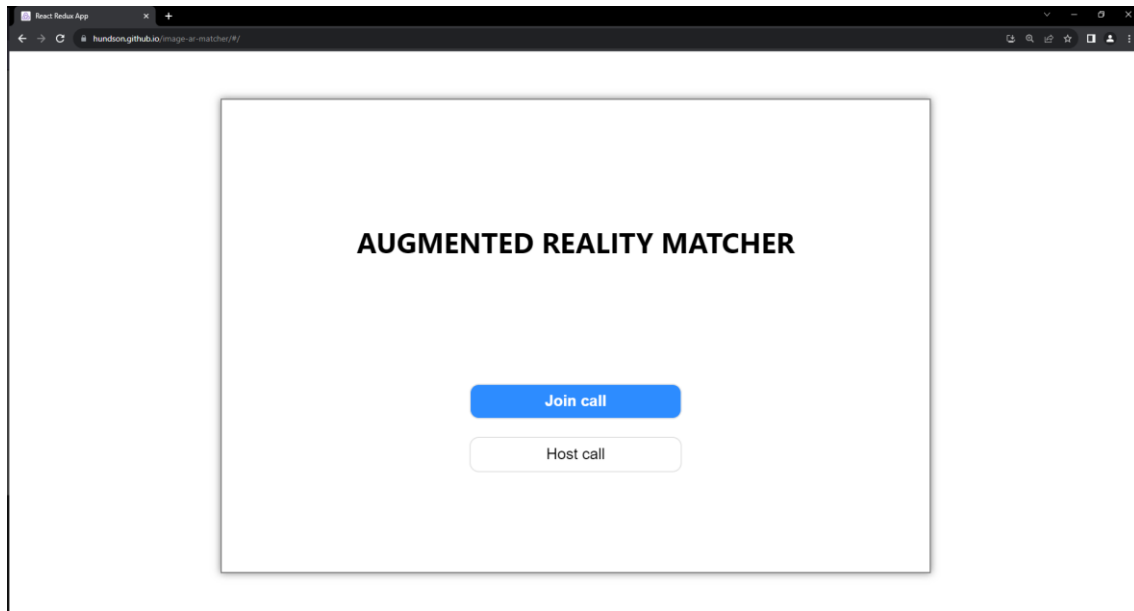 React Redux App
hundson.github.io/image-ar-matcher/#/
AUGMENTED REALITY MATCHER
Join call
Host call